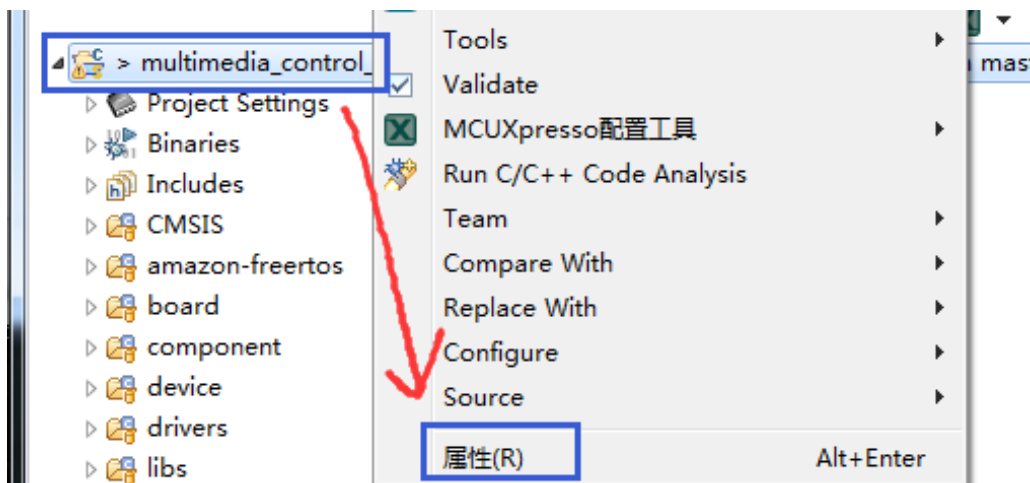 > multimedia_control_
Project Settings
Binaries
Includes
CMSIS
amazon-freertos
board
component
device
drivers
libs
Tools
Validate
MCUXpresso配置工具
Run C/C++ Code Analysis
Team
Compare With
Replace With
Configure
Source
属性(R) Alt+Enter
mast